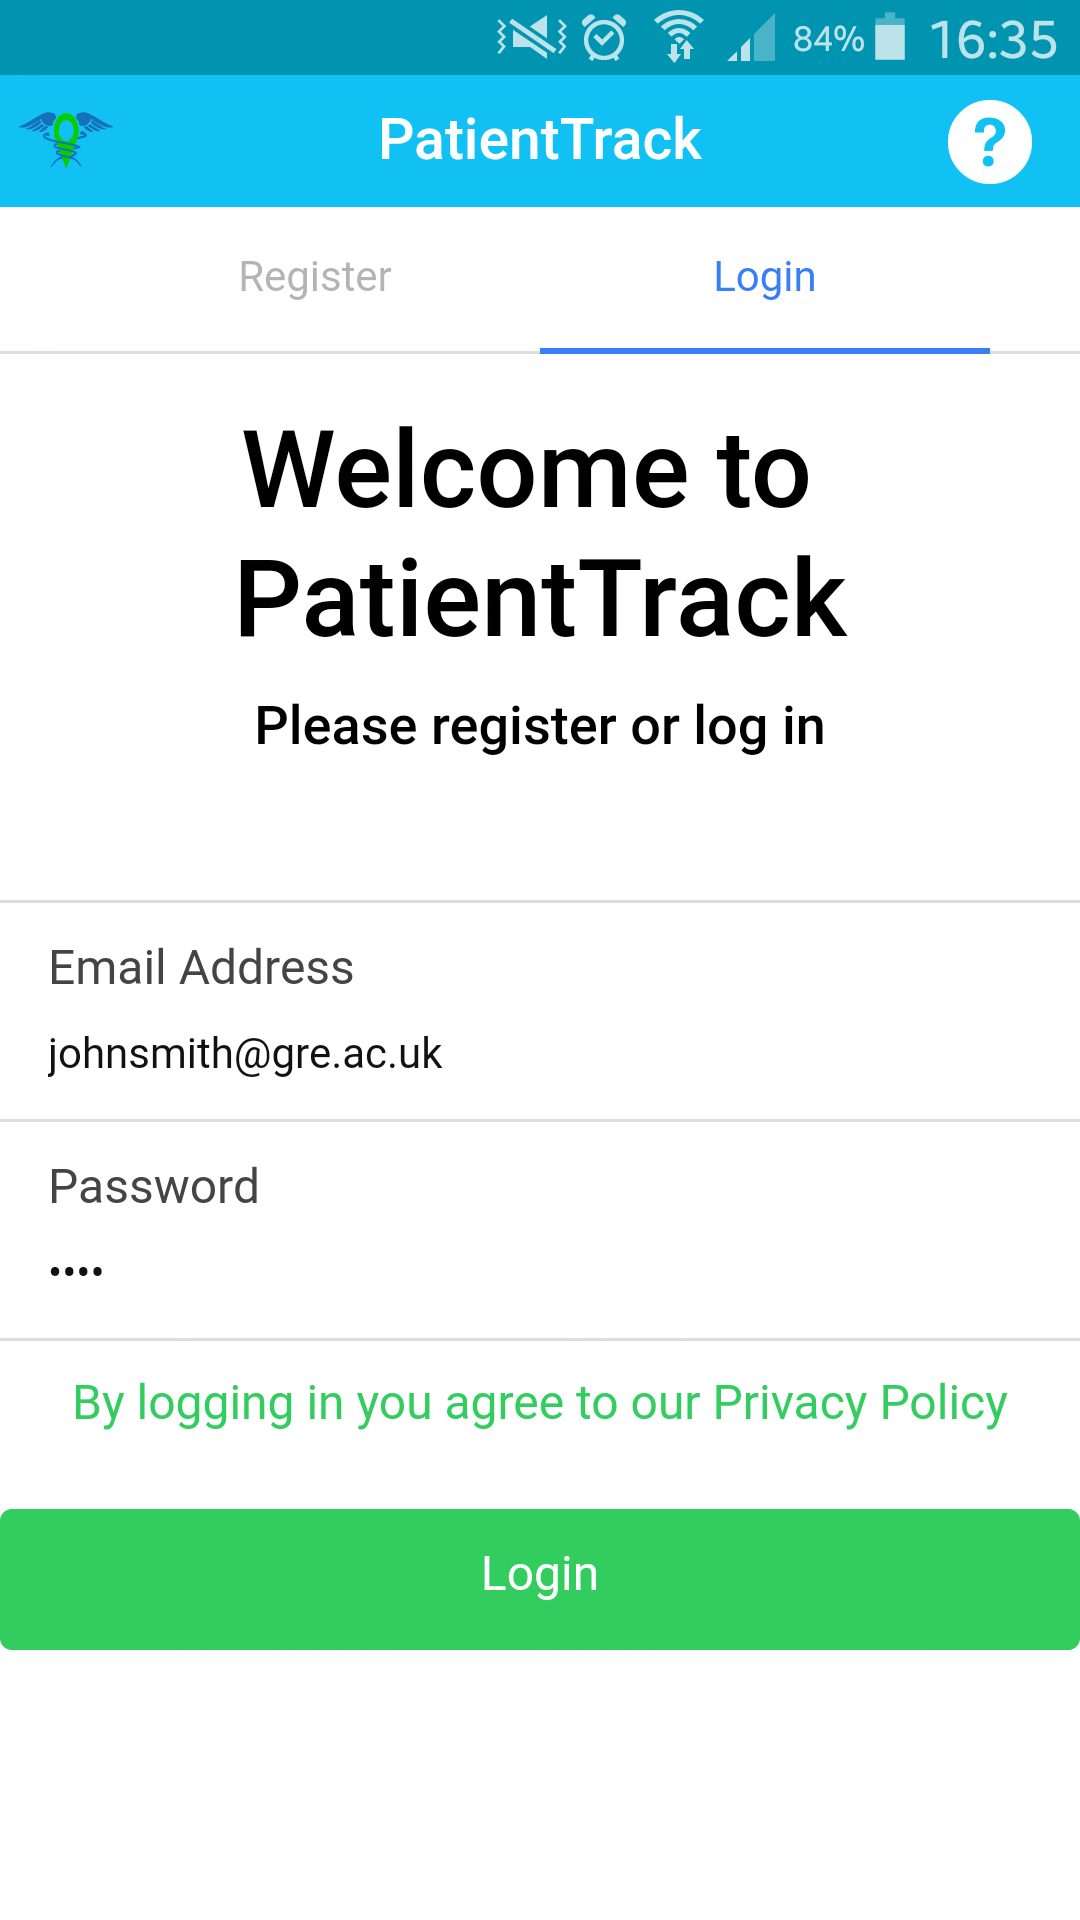 84% 16:35
PatientTrack ?
Register Login
Welcome to
PatientTrack
Please register or log in
Email Address
johnsmith@gre.ac.uk
Password
••••
By logging in you agree to our Privacy Policy
Login